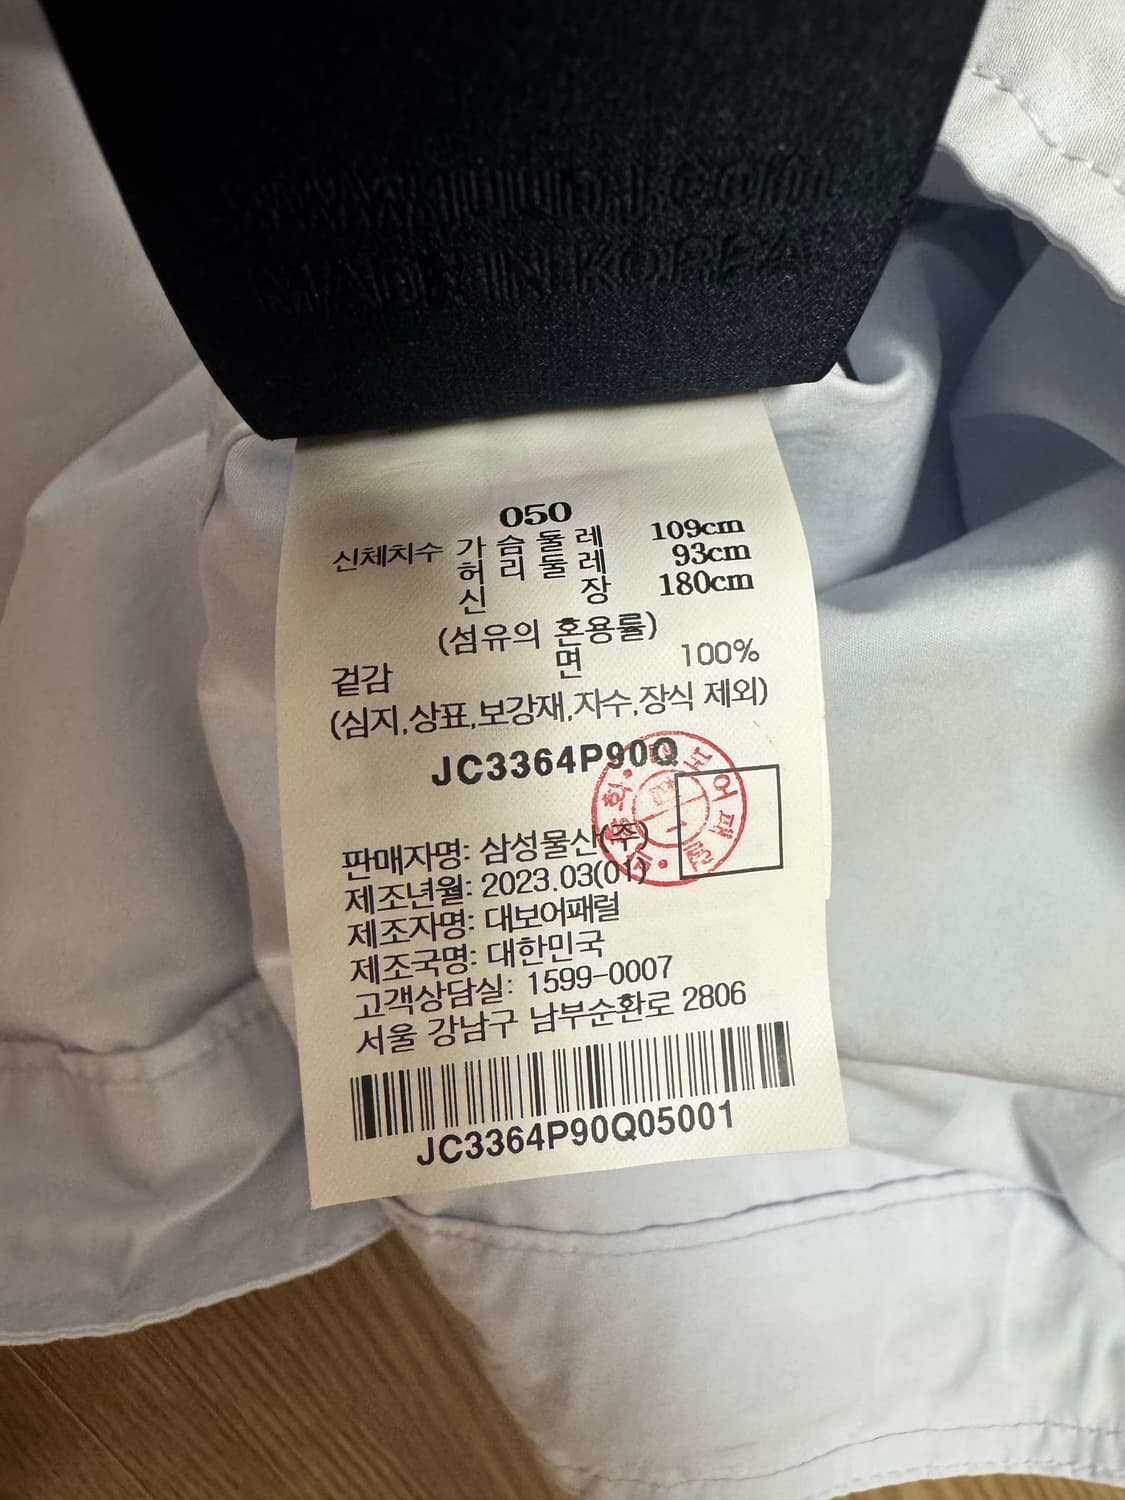 MADE IN KOREA
050
신체치수 가슴둘레 109cm
허리둘레 93cm
신 장 180cm
(섬유의 혼용률)
겉감 면 100%
(심지,상표,보강재,자수,장식 제외)
JC3364P90Q
판매자명: 삼성물산(주)
제조년월: 2023.03(01)
제조자명: 대보어패럴
제조국명: 대한민국
고객상담실: 1599-0007
서울 강남구 남부순환로 2806
JC3364P90Q05001